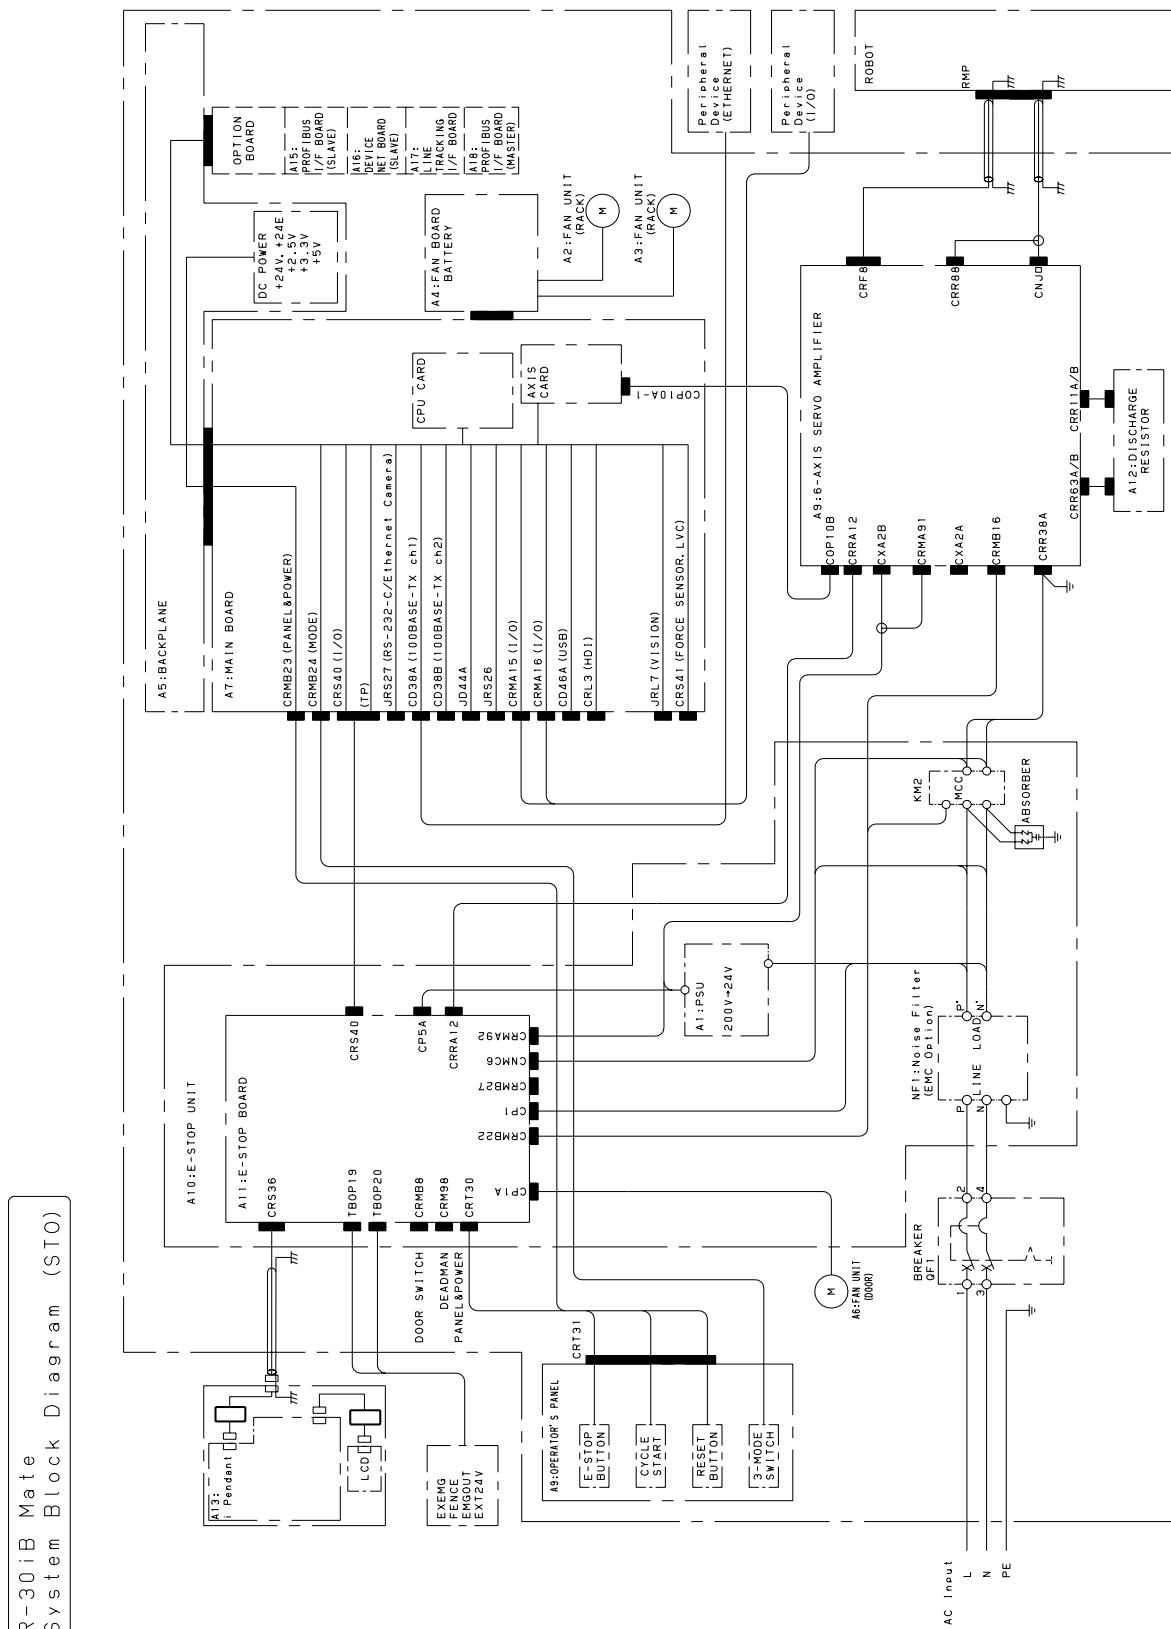 R-30iB Mate
System Block Diagram (STO)
A5:BACKPLANE
OPTION
BOARD
A15:
PROFIBUS
I/F BOARD
(SLAVE)
A16:
DEVICE
NET BOARD
(SLAVE)
A17:
LINE
TRACKING
I/F BOARD
A18:
PROFIBUS
I/F BOARD
(MASTER)
DC POWER
+24V.+24E
+2.5V
+3.3V
+5V
A4:FAN BOARD
BATTERY
A2:FAN UNIT
(RACK)
M
A3:FAN UNIT
(RACK)
M
Peripheral
Device
(ETHERNET)
Peripheral
Device
(I/O)
ROBOT
RMP
A7:MAIN BOARD
CPU CARD
AXIS
CARD
COP10A-1
CRMB23(PANEL&POWER)
CRMB24(MODE)
CRS40(I/O)
(TP)
JRS27(RS-232-C/Ethernet Camera)
CD38A(100BASE-TX ch1)
CD38B(100BASE-TX ch2)
JD44A
JRS26
CRMA15(I/O)
CRMA16(I/O)
CD46A(USB)
CRL3(HDI)
JRL7(VISION)
CRS41(FORCE SENSOR.LVC)
A9:6-AXIS SERVO AMPLIFIER
CRF8
CRR88
CNJ□
COP10B
CRRA12
CXA2B
CRMA91
CXA2A
CRMB16
CRR38A
CRR63A/B
CRR11A/B
A12:DISCHARGE
RESISTOR
KM2
MCC
ABSORBER
Z
Z
A10:E-STOP UNIT
A11:E-STOP BOARD
CRS40
CP5A
CRRA12
CRMA92
CNMC6
CRMB27
CP1
CRMB22
CP1A
CRS36
TBOP19
TBOP20
CRMB8
CRM98
CRT30
DOOR SWITCH
DEADMAN
PANEL&POWER
A1:PSU
200V→24V
NF1:Noise Filter
(EMC Option)
P'
N'
LINE LOAD
P
N
BREAKER
QF1
2
4
1
3
M
A6:FAN UNIT
(DOOR)
A13:
i Pendant
LCD
EXEMG
FENCE
EMGOUT
EXT24V
CRT31
A9:OPERATOR'S PANEL
E-STOP
BUTTON
CYCLE
START
RESET
BUTTON
3-MODE
SWITCH
AC Input
L
N
PE